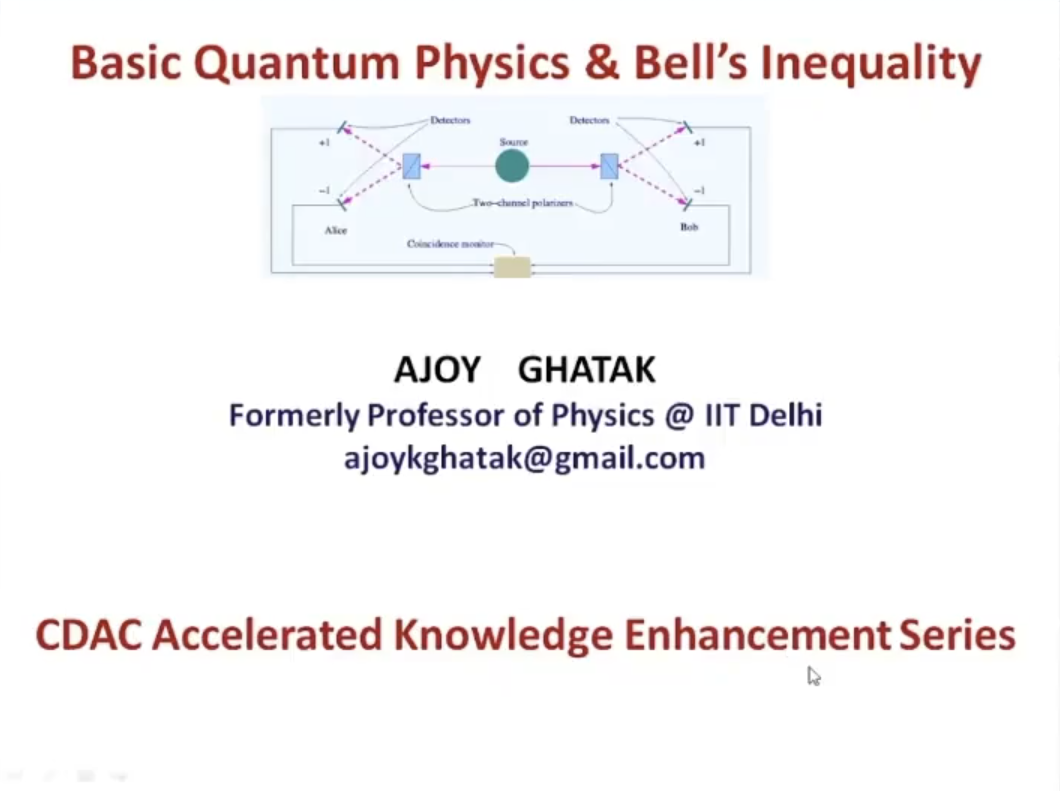 Basic Quantum Physics & Bell's Inequality
Detectors
Detectors
+1
Source
+1
−1
Two−channel polarizers
−1
Alice
Bob
Coincidence monitor
AJOY GHATAK
Formerly Professor of Physics @ IIT Delhi
ajoykghatak@gmail.com
CDAC Accelerated Knowledge Enhancement Series